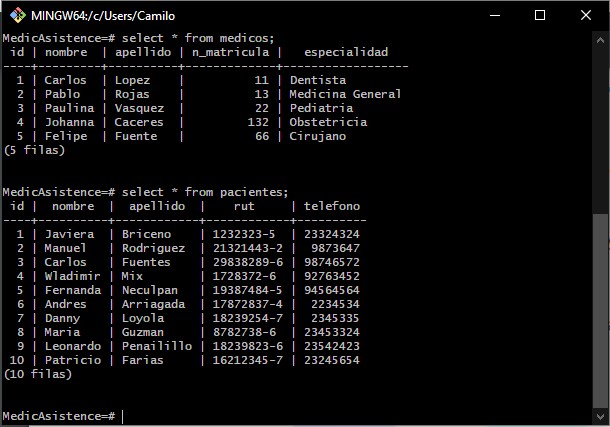 MINGW64:/c/Users/Camilo
MedicAsistence=# select * from medicos;
 id | nombre  | apellido | n_matricula |   especialidad
----+---------+----------+-------------+------------------
  1 | Carlos  | Lopez    |          11 | Dentista
  2 | Pablo   | Rojas    |          13 | Medicina General
  3 | Paulina | Vasquez  |          22 | Pediatria
  4 | Johanna | Caceres  |         132 | Obstetricia
  5 | Felipe  | Fuente   |          66 | Cirujano
(5 filas)
MedicAsistence=# select * from pacientes;
 id |  nombre  |  apellido  |    rut     | telefono
----+----------+------------+------------+----------
  1 | Javiera  | Briceno    | 1232323-5  | 23324324
  2 | Manuel   | Rodriguez  | 21321443-2 |  9873647
  3 | Carlos   | Fuentes    | 29838289-6 | 98746572
  4 | Wladimir | Mix        | 1728372-6  | 92763452
  5 | Fernanda | Neculpan   | 19387484-5 | 94564564
  6 | Andres   | Arriagada  | 17872837-4 |  2234534
  7 | Danny    | Loyola     | 18239254-7 |  2345335
  8 | Maria    | Guzman     | 8782738-6  | 23453324
  9 | Leonardo | Penailillo | 18239823-6 | 23542423
 10 | Patricio | Farias     | 16212345-7 | 23245654
(10 filas)
MedicAsistence=#